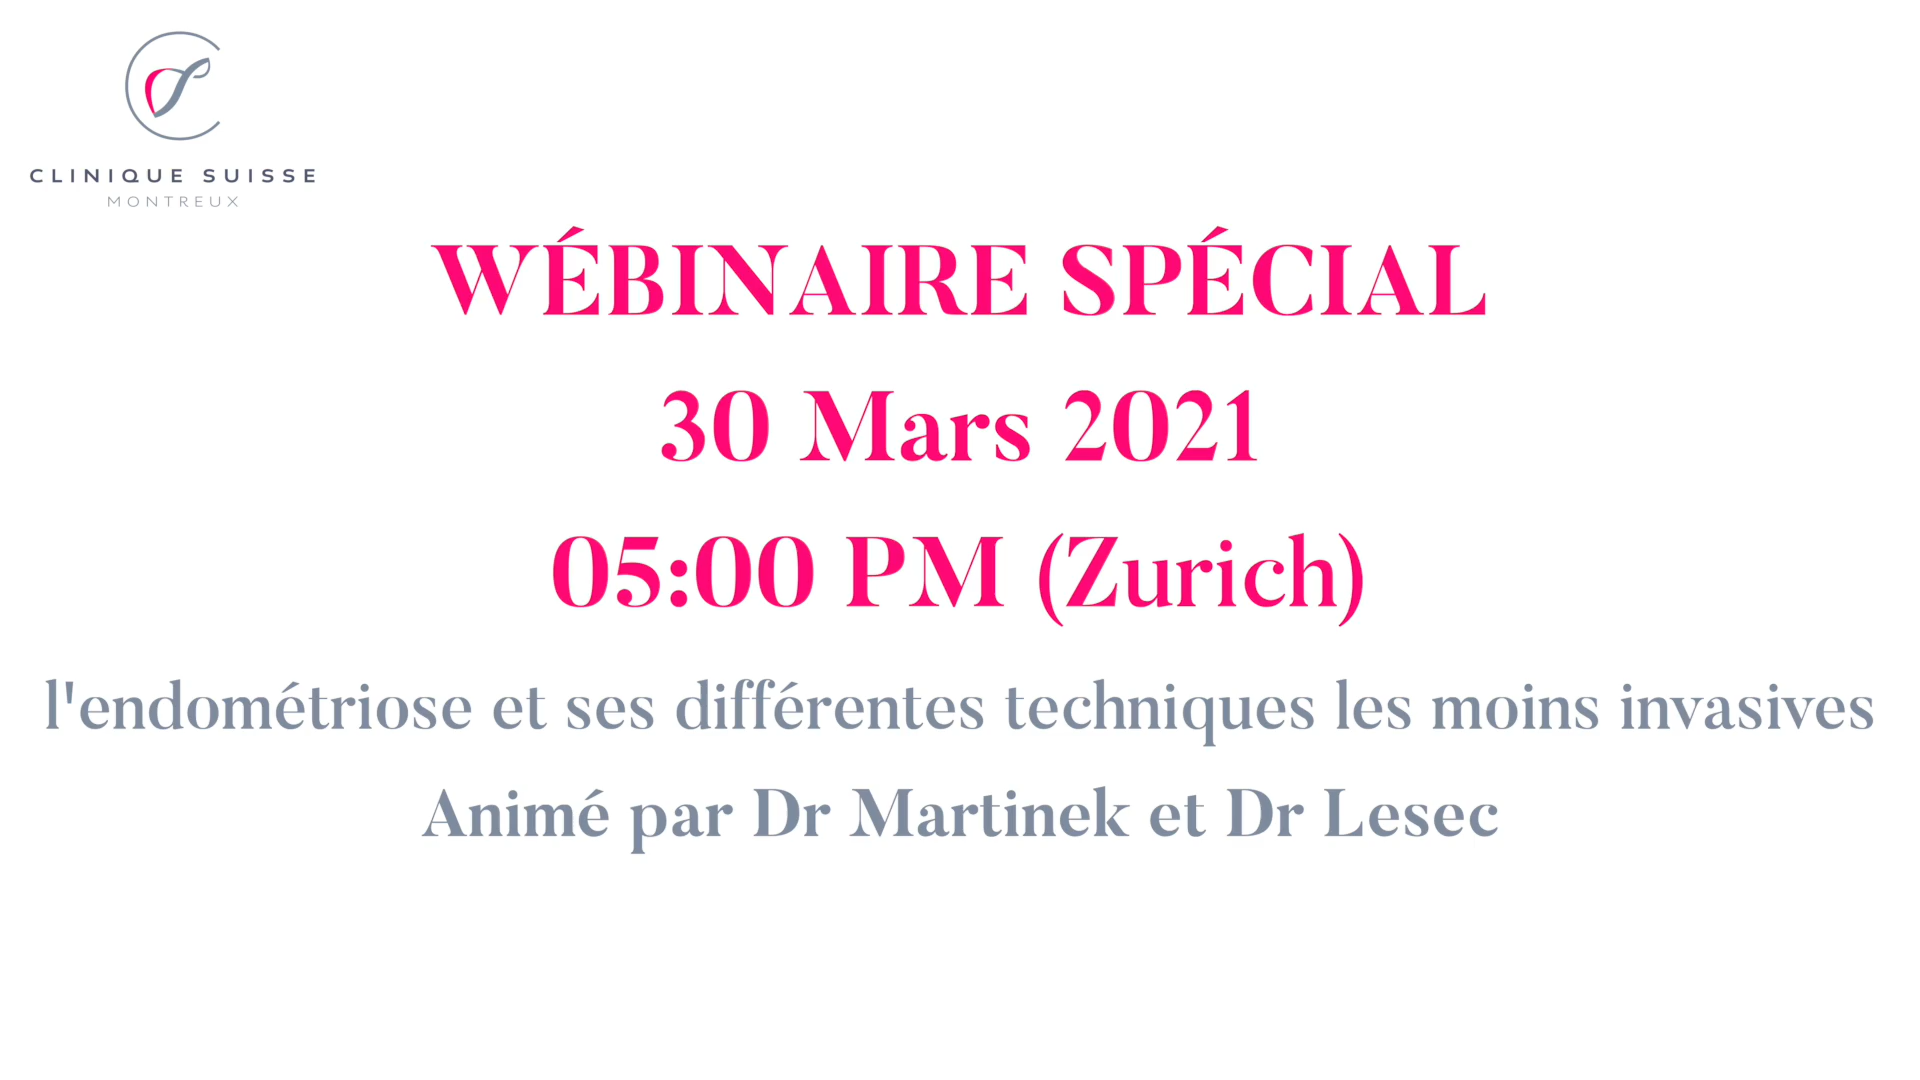 CLINIQUE SUISSE
MONTREUX
WÉBINAIRE SPÉCIAL
30 Mars 2021
05:00 PM (Zurich)
l'endométriose et ses différentes techniques les moins invasives
Animé par Dr Martinek et Dr Lesec